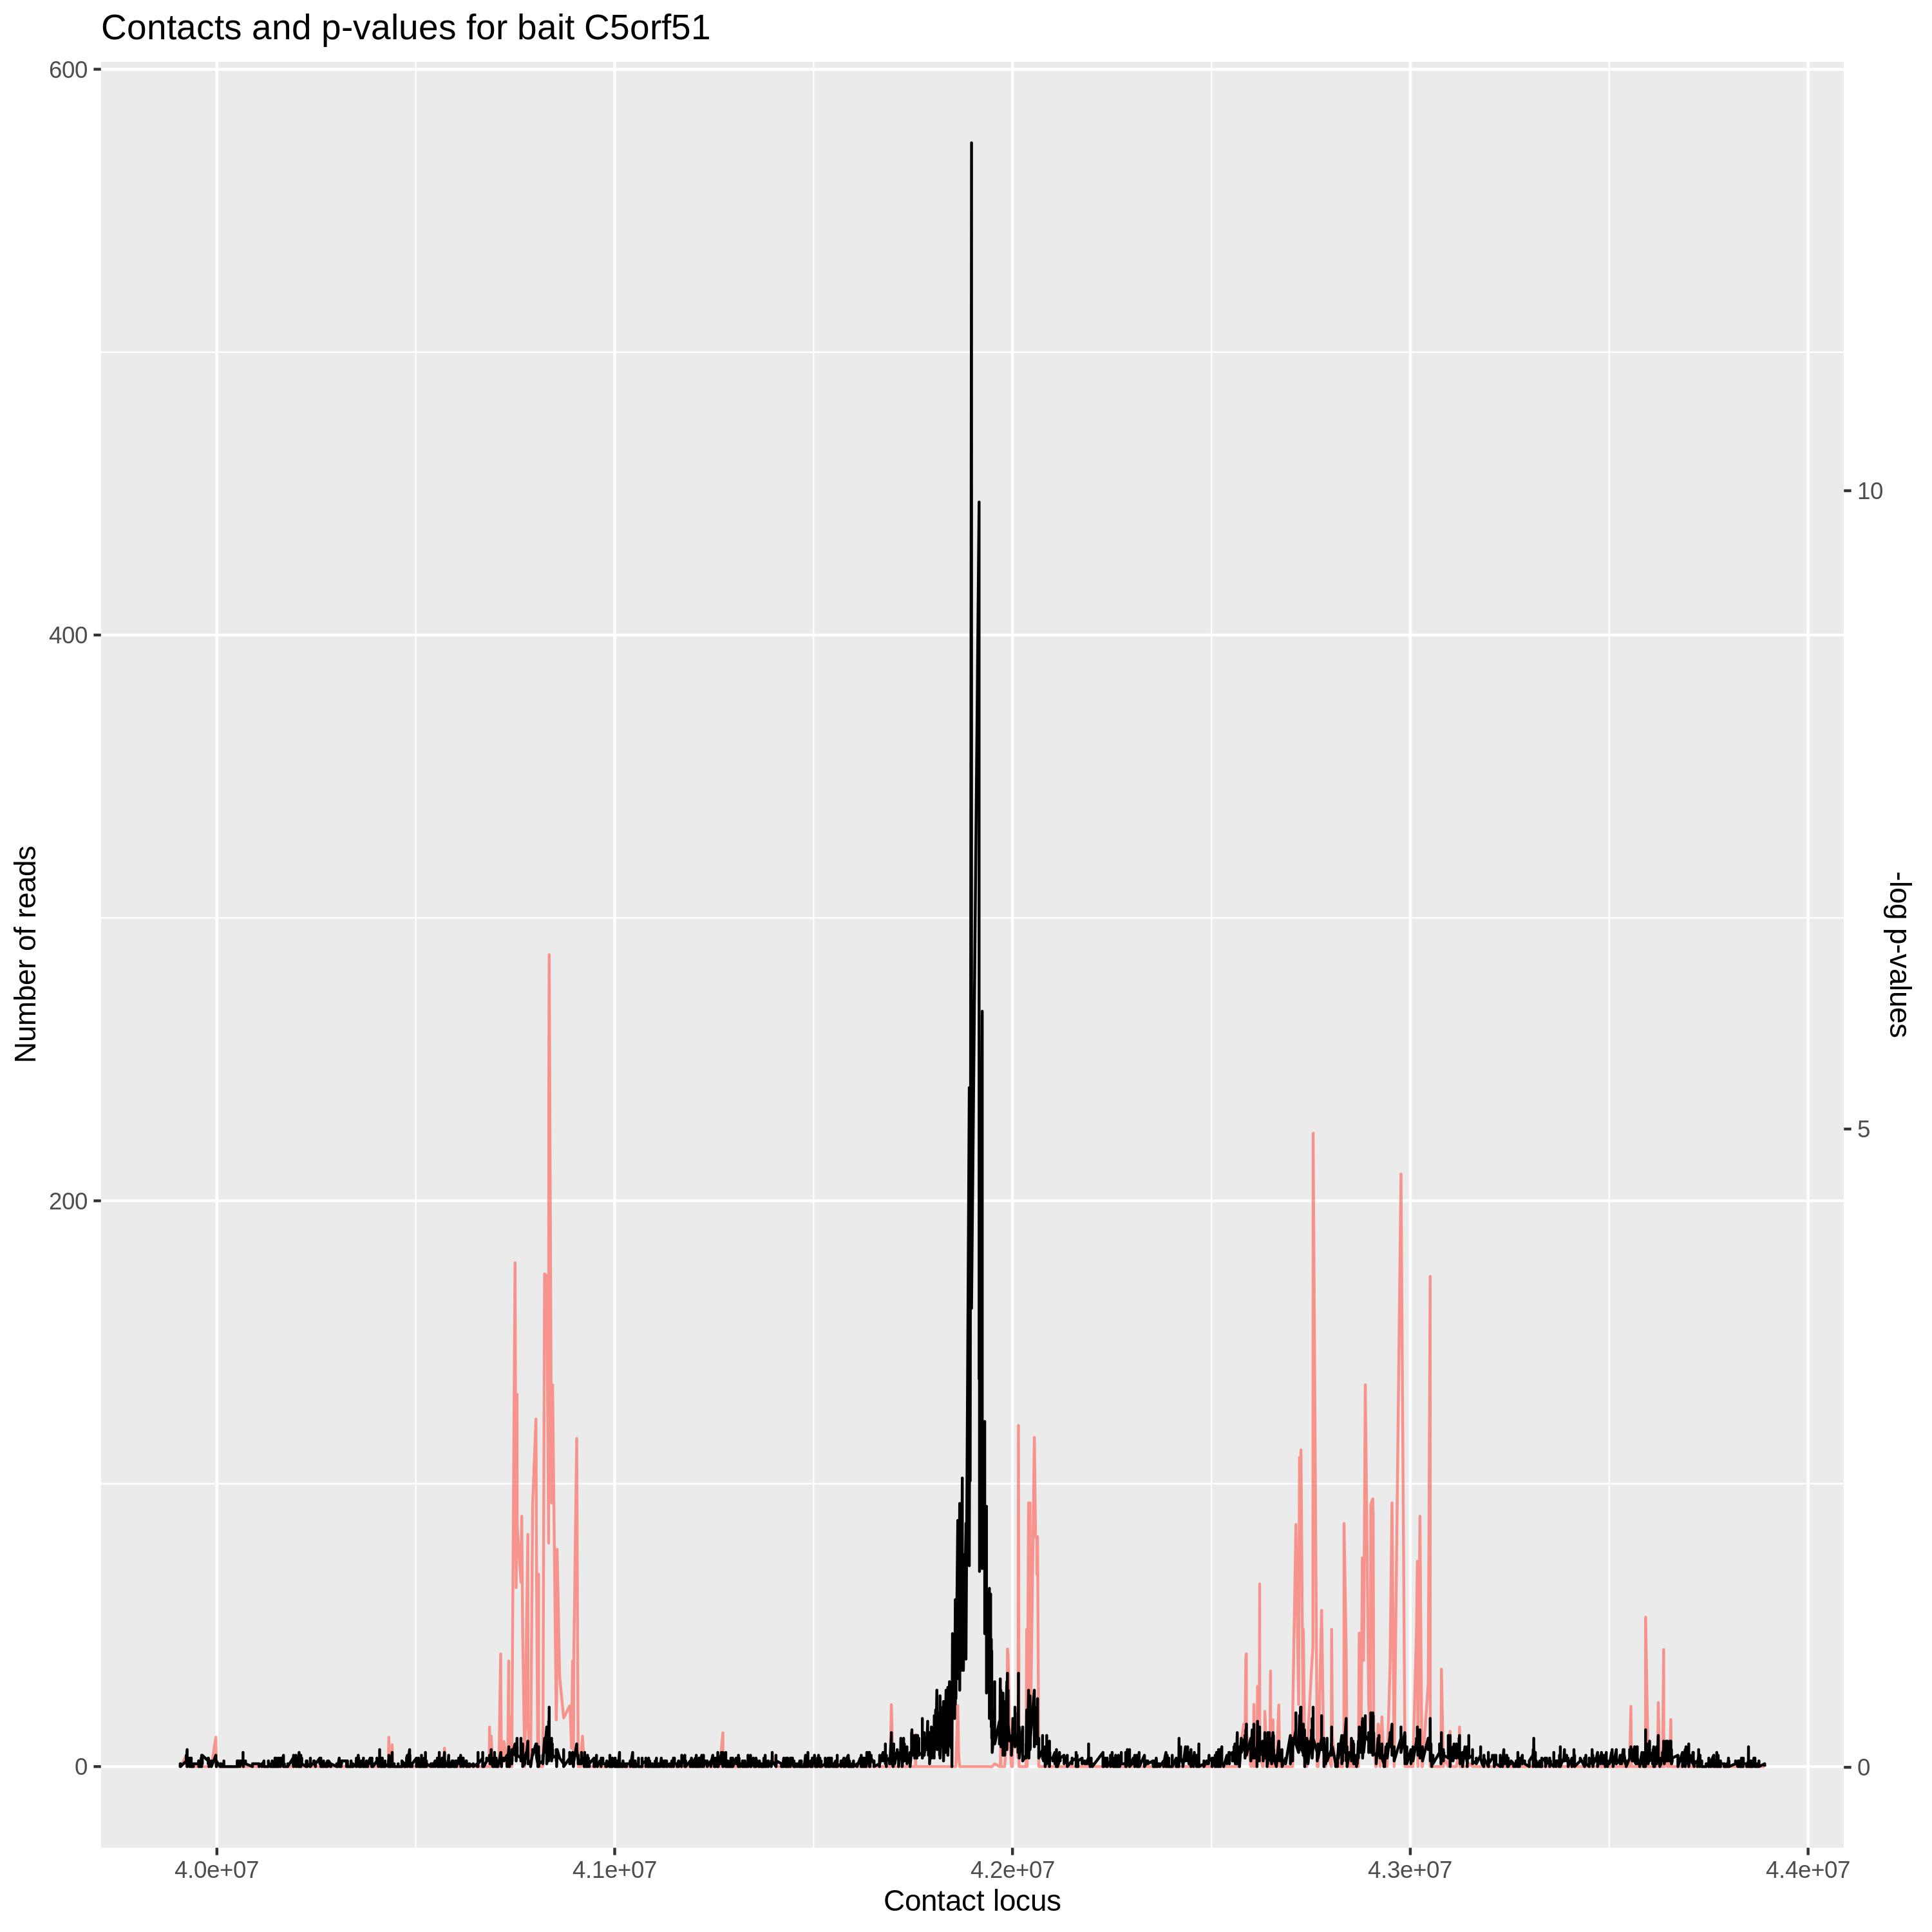 Contacts and p-values for bait C5orf51
600
400
200
0
Number of reads
10
5
0
-log p-values
4.0e+07
4.1e+07
4.2e+07
4.3e+07
4.4e+07
Contact locus